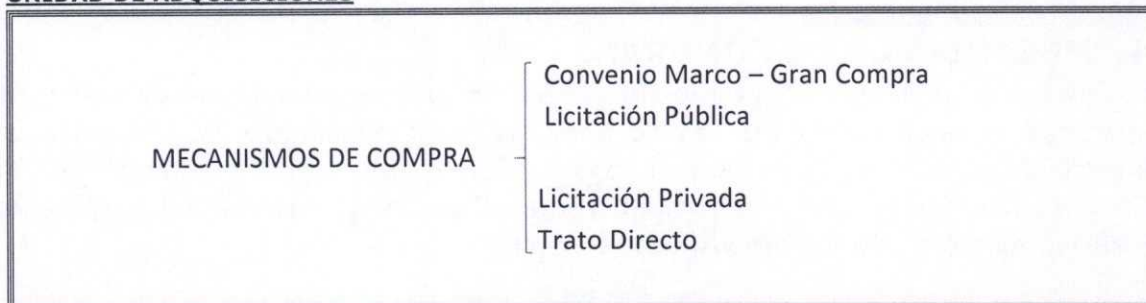 Convenio Marco – Gran Compra
Licitación Pública
MECANISMOS DE COMPRA
Licitación Privada
Trato Directo